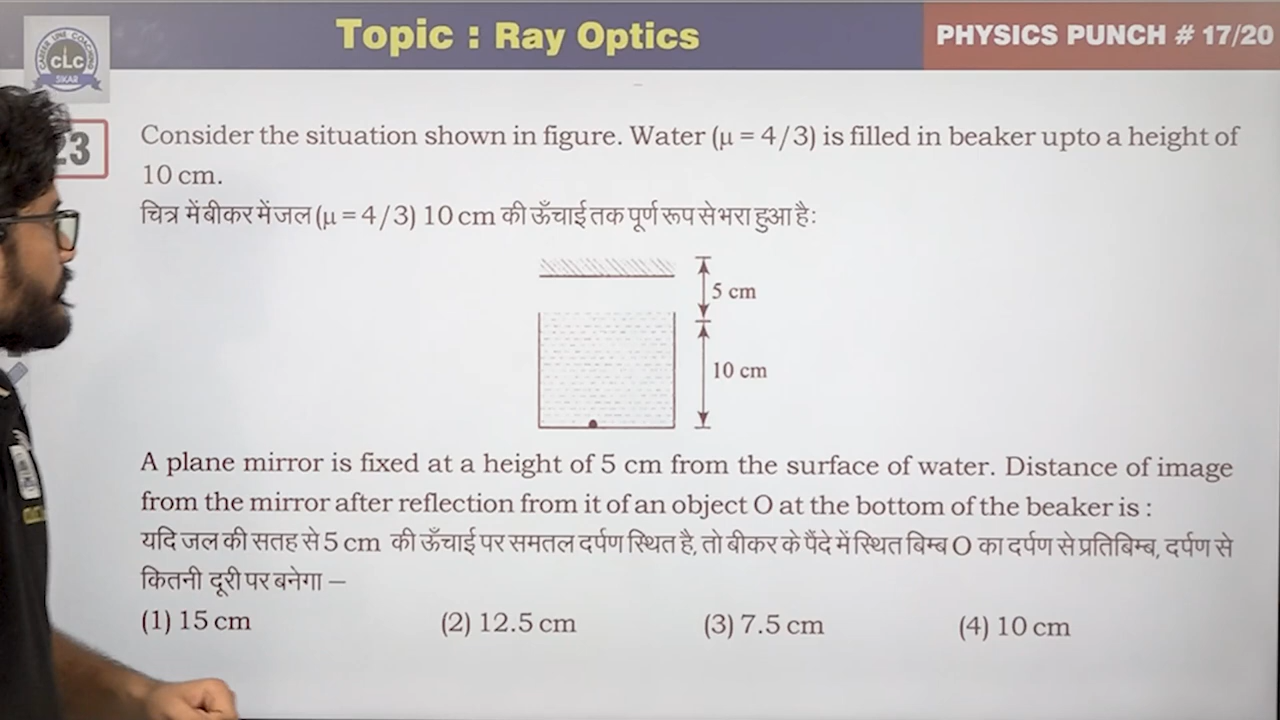 Topic : Ray Optics
PHYSICS PUNCH # 17/20
CAREER LINE COACHING
CLC
SIKAR
23
Consider the situation shown in figure. Water (μ = 4/3) is filled in beaker upto a height of
10 cm.
चित्र में बीकर में जल (μ = 4/3) 10 cm की ऊँचाई तक पूर्ण रूप से भरा हुआ है:
5 cm
10 cm
A plane mirror is fixed at a height of 5 cm from the surface of water. Distance of image
from the mirror after reflection from it of an object O at the bottom of the beaker is :
यदि जल की सतह से 5 cm की ऊँचाई पर समतल दर्पण स्थित है, तो बीकर के पैंदे में स्थित बिम्ब O का दर्पण से प्रतिबिम्ब, दर्पण से
कितनी दूरी पर बनेगा –
(1) 15 cm (2) 12.5 cm (3) 7.5 cm (4) 10 cm